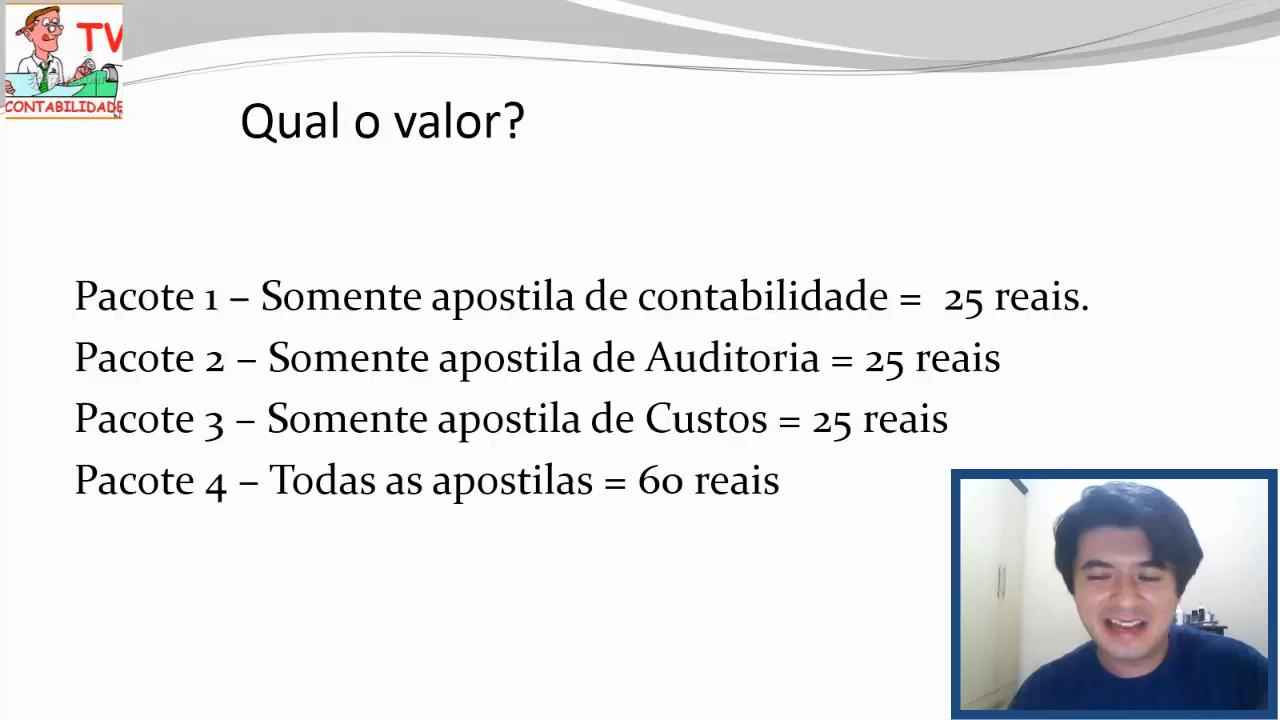 TV
CONTABILIDADE
Qual o valor?
Pacote 1 – Somente apostila de contabilidade = 25 reais.
Pacote 2 – Somente apostila de Auditoria = 25 reais
Pacote 3 – Somente apostila de Custos = 25 reais
Pacote 4 – Todas as apostilas = 60 reais